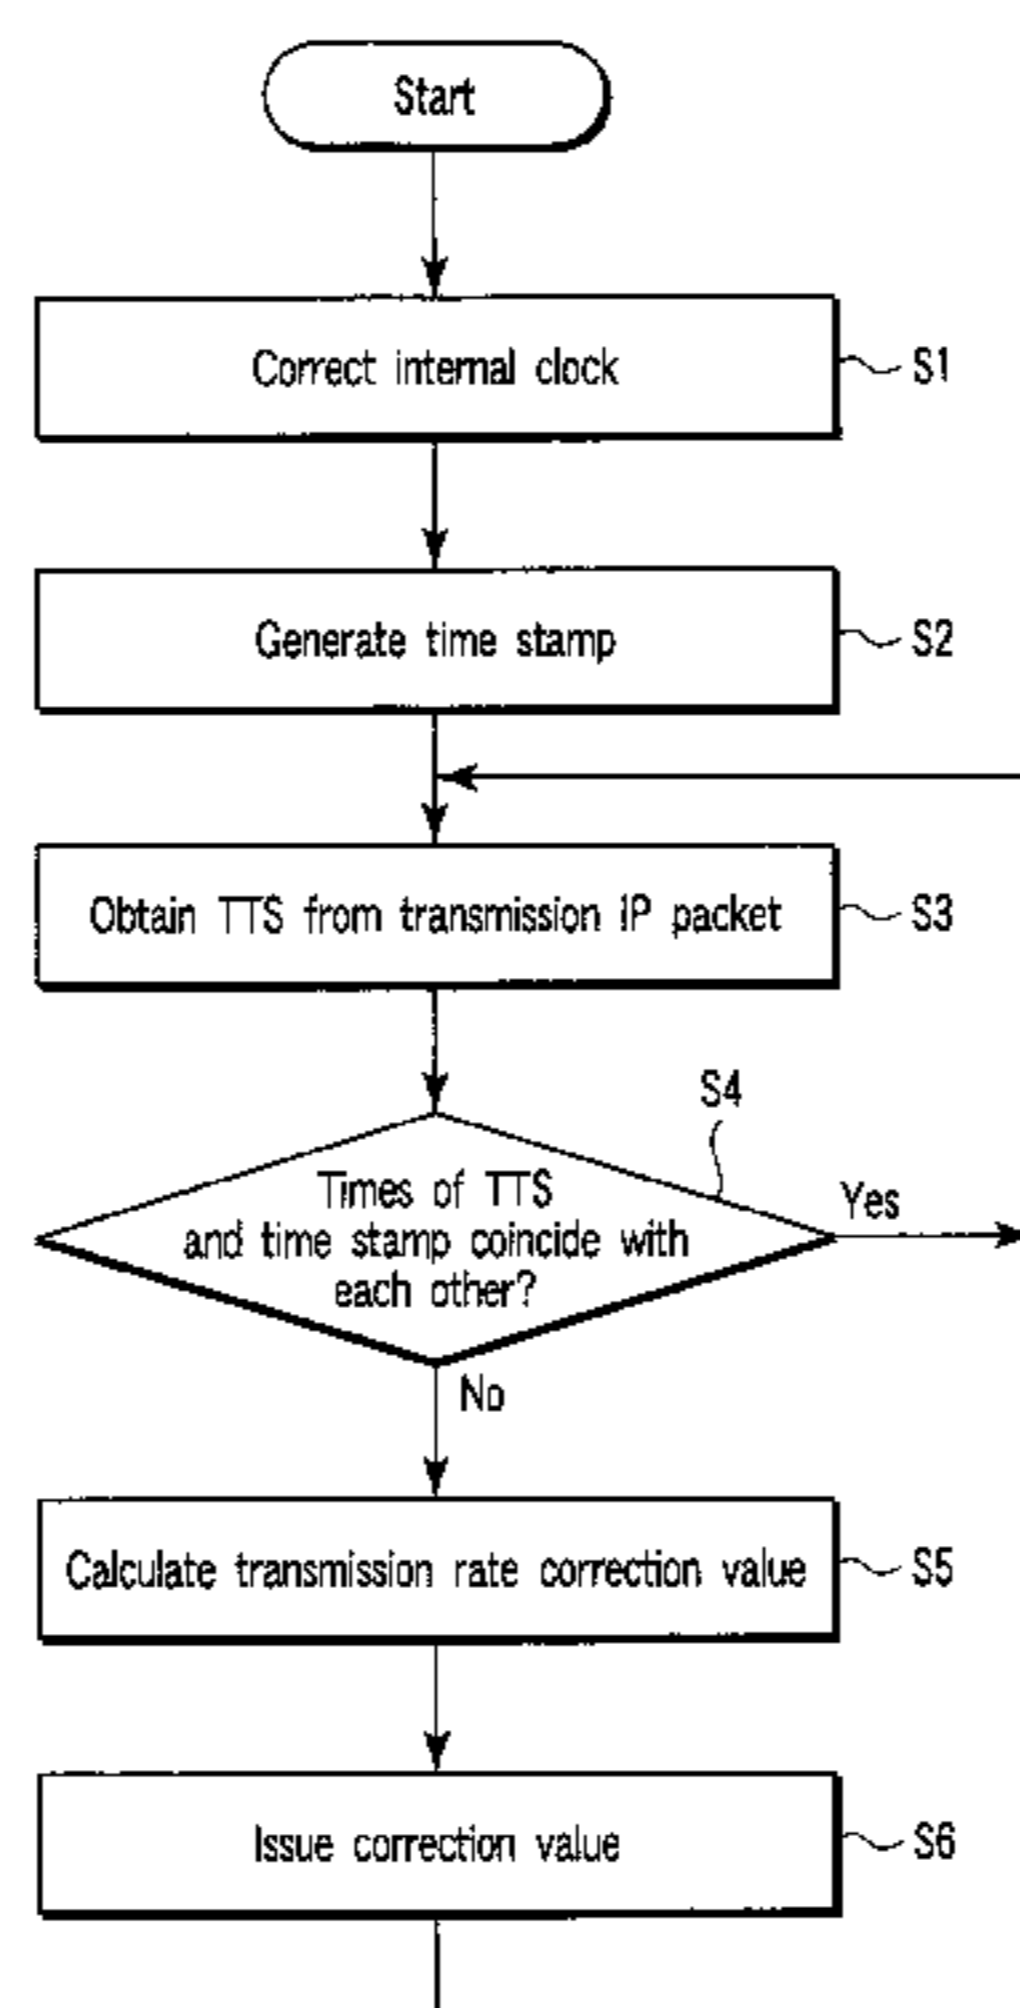 Start
Correct internal clock
S1
Generate time stamp
S2
Obtain TTS from transmission IP packet
S3
S4
Times of TTS
and time stamp coincide with
each other?
Yes
No
Calculate transmission rate correction value
S5
Issue correction value
S6